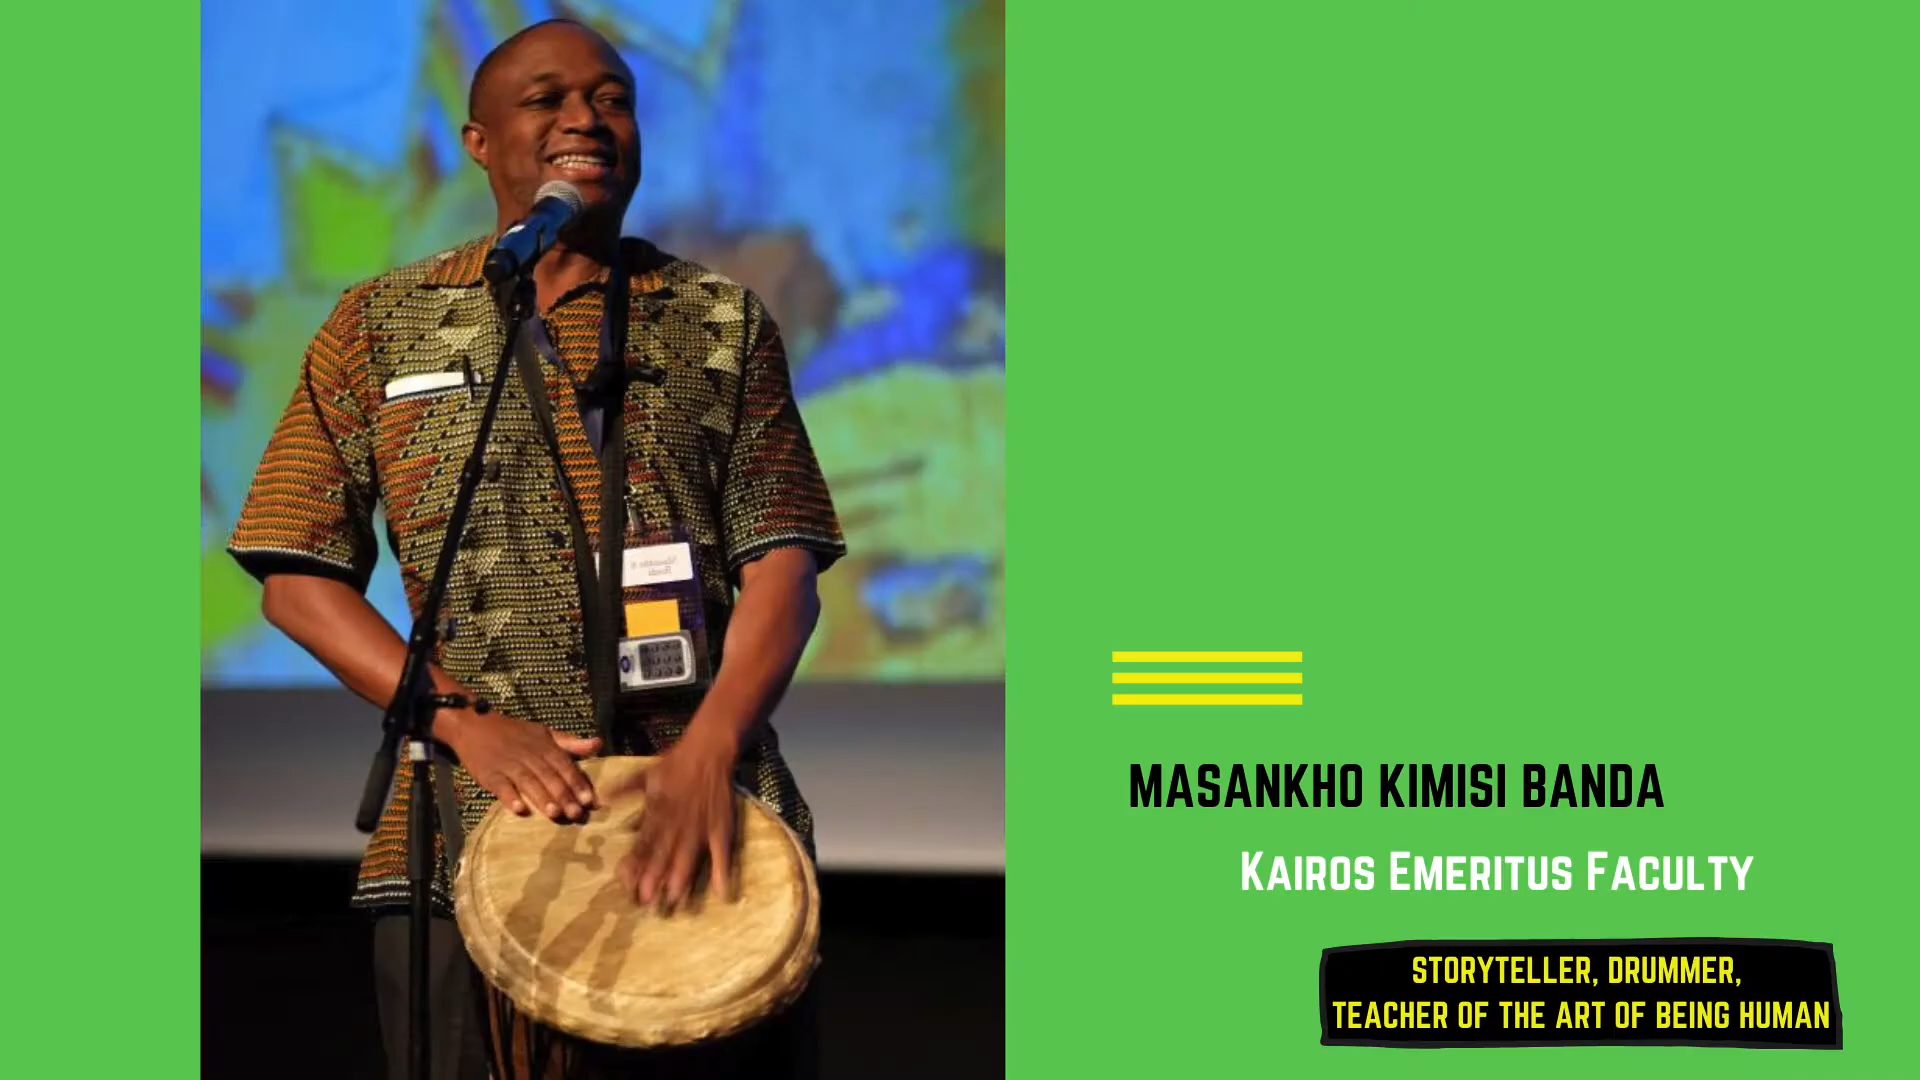 MASANKHO KIMISI BANDA
KAIROS EMERITUS FACULTY
STORYTELLER, DRUMMER,
TEACHER OF THE ART OF BEING HUMAN